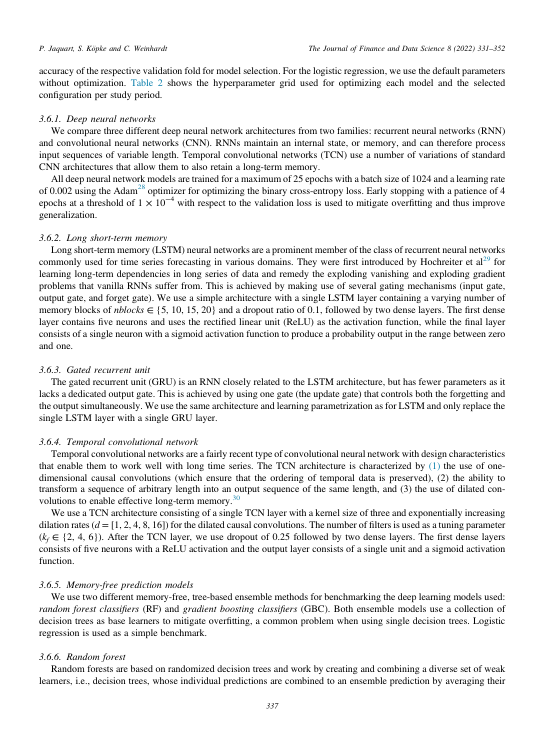 P. Jaquart, S. Köpke and C. Weinhardt
The Journal of Finance and Data Science 8 (2022) 331–352
accuracy of the respective validation fold for model selection. For the logistic regression, we use the default parameters
without optimization. Table 2 shows the hyperparameter grid used for optimizing each model and the selected
configuration per study period.
3.6.1. Deep neural networks
We compare three different deep neural network architectures from two families: recurrent neural networks (RNN)
and convolutional neural networks (CNN). RNNs maintain an internal state, or memory, and can therefore process
input sequences of variable length. Temporal convolutional networks (TCN) use a number of variations of standard
CNN architectures that allow them to also retain a long-term memory.
All deep neural network models are trained for a maximum of 25 epochs with a batch size of 1024 and a learning rate
of 0.002 using the Adam28 optimizer for optimizing the binary cross-entropy loss. Early stopping with a patience of 4
epochs at a threshold of 1 × 10−4 with respect to the validation loss is used to mitigate overfitting and thus improve
generalization.
3.6.2. Long short-term memory
Long short-term memory (LSTM) neural networks are a prominent member of the class of recurrent neural networks
commonly used for time series forecasting in various domains. They were first introduced by Hochreiter et al29 for
learning long-term dependencies in long series of data and remedy the exploding vanishing and exploding gradient
problems that vanilla RNNs suffer from. This is achieved by making use of several gating mechanisms (input gate,
output gate, and forget gate). We use a simple architecture with a single LSTM layer containing a varying number of
memory blocks of nblocks ∈ {5, 10, 15, 20} and a dropout ratio of 0.1, followed by two dense layers. The first dense
layer contains five neurons and uses the rectified linear unit (ReLU) as the activation function, while the final layer
consists of a single neuron with a sigmoid activation function to produce a probability output in the range between zero
and one.
3.6.3. Gated recurrent unit
The gated recurrent unit (GRU) is an RNN closely related to the LSTM architecture, but has fewer parameters as it
lacks a dedicated output gate. This is achieved by using one gate (the update gate) that controls both the forgetting and
the output simultaneously. We use the same architecture and learning parametrization as for LSTM and only replace the
single LSTM layer with a single GRU layer.
3.6.4. Temporal convolutional network
Temporal convolutional networks are a fairly recent type of convolutional neural network with design characteristics
that enable them to work well with long time series. The TCN architecture is characterized by (1) the use of one-
dimensional causal convolutions (which ensure that the ordering of temporal data is preserved), (2) the ability to
transform a sequence of arbitrary length into an output sequence of the same length, and (3) the use of dilated con-
volutions to enable effective long-term memory.30
We use a TCN architecture consisting of a single TCN layer with a kernel size of three and exponentially increasing
dilation rates (d = [1, 2, 4, 8, 16]) for the dilated causal convolutions. The number of filters is used as a tuning parameter
(kf ∈ {2, 4, 6}). After the TCN layer, we use dropout of 0.25 followed by two dense layers. The first dense layers
consists of five neurons with a ReLU activation and the output layer consists of a single unit and a sigmoid activation
function.
3.6.5. Memory-free prediction models
We use two different memory-free, tree-based ensemble methods for benchmarking the deep learning models used:
random forest classifiers (RF) and gradient boosting classifiers (GBC). Both ensemble models use a collection of
decision trees as base learners to mitigate overfitting, a common problem when using single decision trees. Logistic
regression is used as a simple benchmark.
3.6.6. Random forest
Random forests are based on randomized decision trees and work by creating and combining a diverse set of weak
learners, i.e., decision trees, whose individual predictions are combined to an ensemble prediction by averaging their
337